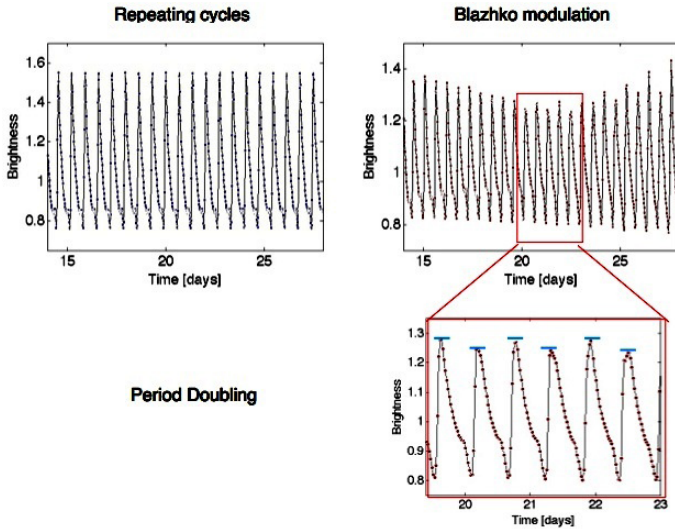 Repeating cycles
1.6
1.4
1.2
1
0.8
Brightness
15 20 25
Time [days]
Blazhko modulation
1.4
1.2
1
0.8
Brightness
15 20 25
Time [days]
Period Doubling
1.3
1.2
1.1
1.0
0.9
0.8
Brightness
20 21 22 23
Time [days]